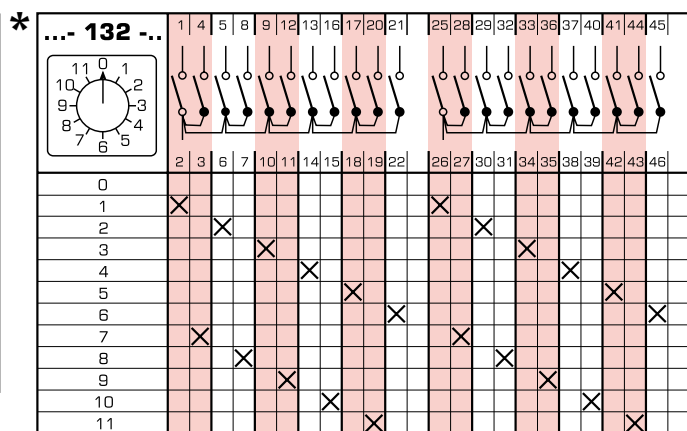 * ...- 132 -..
1 4 5 8 9 12 13 16 17 20 21 25 28 29 32 33 36 37 40 41 44 45
0 1 2 3 4 5 6 7 8 9 10 11
2 3 6 7 10 11 14 15 18 19 22 26 27 30 31 34 35 38 39 42 43 46
0
1 X X
2 X X
3 X X
4 X X
5 X X
6 X X
7 X X
8 X X
9 X X
10 X X
11 X X